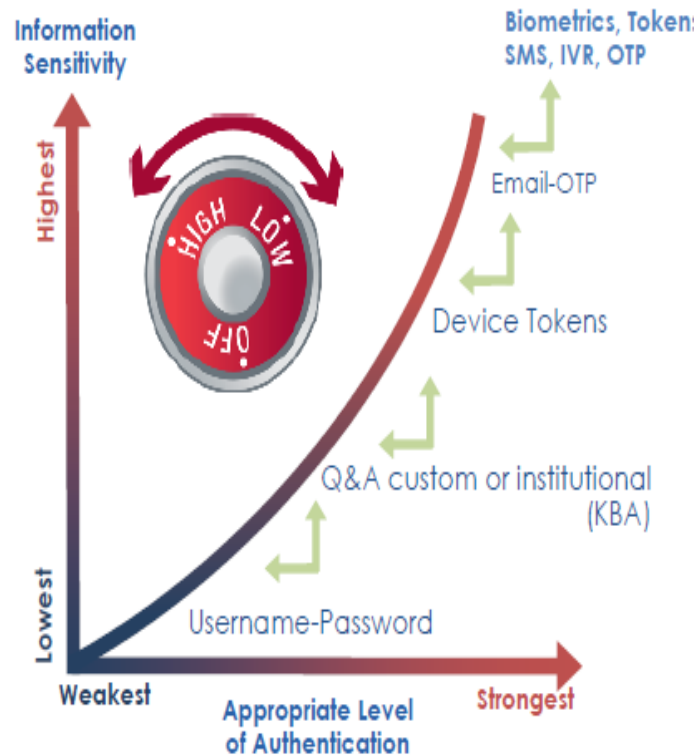 Information
Sensitivity
Biometrics, Token
SMS, IVR, OTP
Highest
HIGH
LOW
OFF
Email-OTP
Device Tokens
Q&A custom or institutional
(KBA)
Username-Password
Lowest
Weakest
Strongest
Appropriate Level
of Authentication